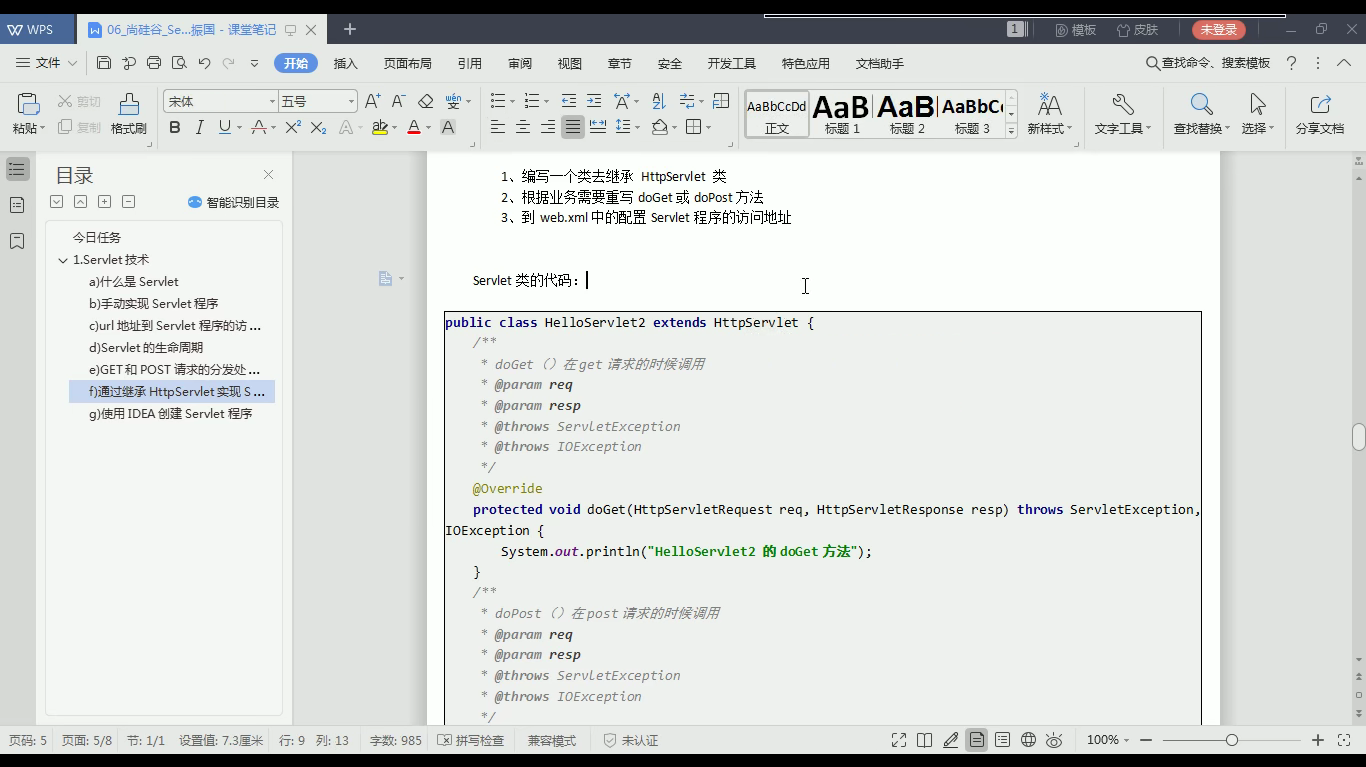 WPS
06_尚硅谷_Se...振国 - 课堂笔记
1
模板
皮肤
未登录
文件
开始
插入
页面布局
引用
审阅
视图
章节
安全
开发工具
特色应用
文档助手
查找命令、搜索模板
粘贴
剪切
复制
格式刷
宋体
五号
AaBbCcDd
正文
AaB
标题 1
AaB
标题 2
AaBbC
标题 3
新样式
文字工具
查找替换
选择
分享文档
目录
智能识别目录
今日任务
1.Servlet 技术
a)什么是 Servlet
b)手动实现 Servlet 程序
c)url 地址到 Servlet 程序的访 ...
d)Servlet 的生命周期
e)GET 和 POST 请求的分发处 ...
f)通过继承 HttpServlet 实现 S ...
g)使用 IDEA 创建 Servlet 程序
1、编写一个类去继承 HttpServlet 类
2、根据业务需要重写 doGet 或 doPost 方法
3、到 web.xml 中的配置 Servlet 程序的访问地址
Servlet 类的代码：
public class HelloServlet2 extends HttpServlet {
/**
* doGet（）在 get 请求的时候调用
* @param req
* @param resp
* @throws ServletException
* @throws IOException
*/
@Override
protected void doGet(HttpServletRequest req, HttpServletResponse resp) throws ServletException,
IOException {
System.out.println("HelloServlet2 的 doGet 方法");
}
/**
* doPost（）在 post 请求的时候调用
* @param req
* @param resp
* @throws ServletException
* @throws IOException
*/
页码: 5
页面: 5/8
节: 1/1
设置值: 7.3厘米
行: 9
列: 13
字数: 985
拼写检查
兼容模式
未认证
100%